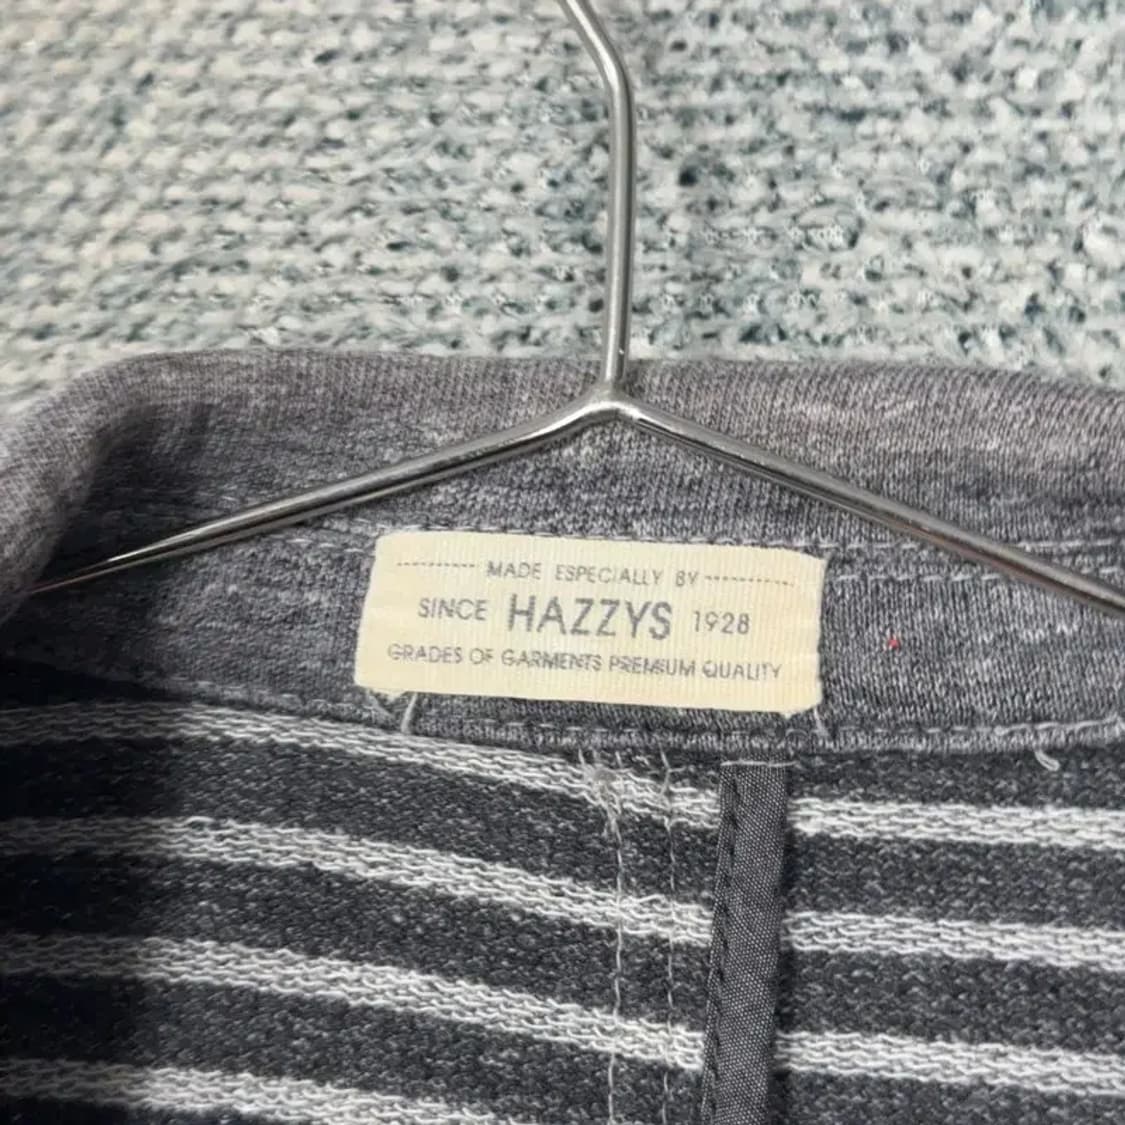 MADE ESPECIALLY BY
SINCE HAZZYS 1928
GRADES OF GARMENTS PREMIUM QUALITY